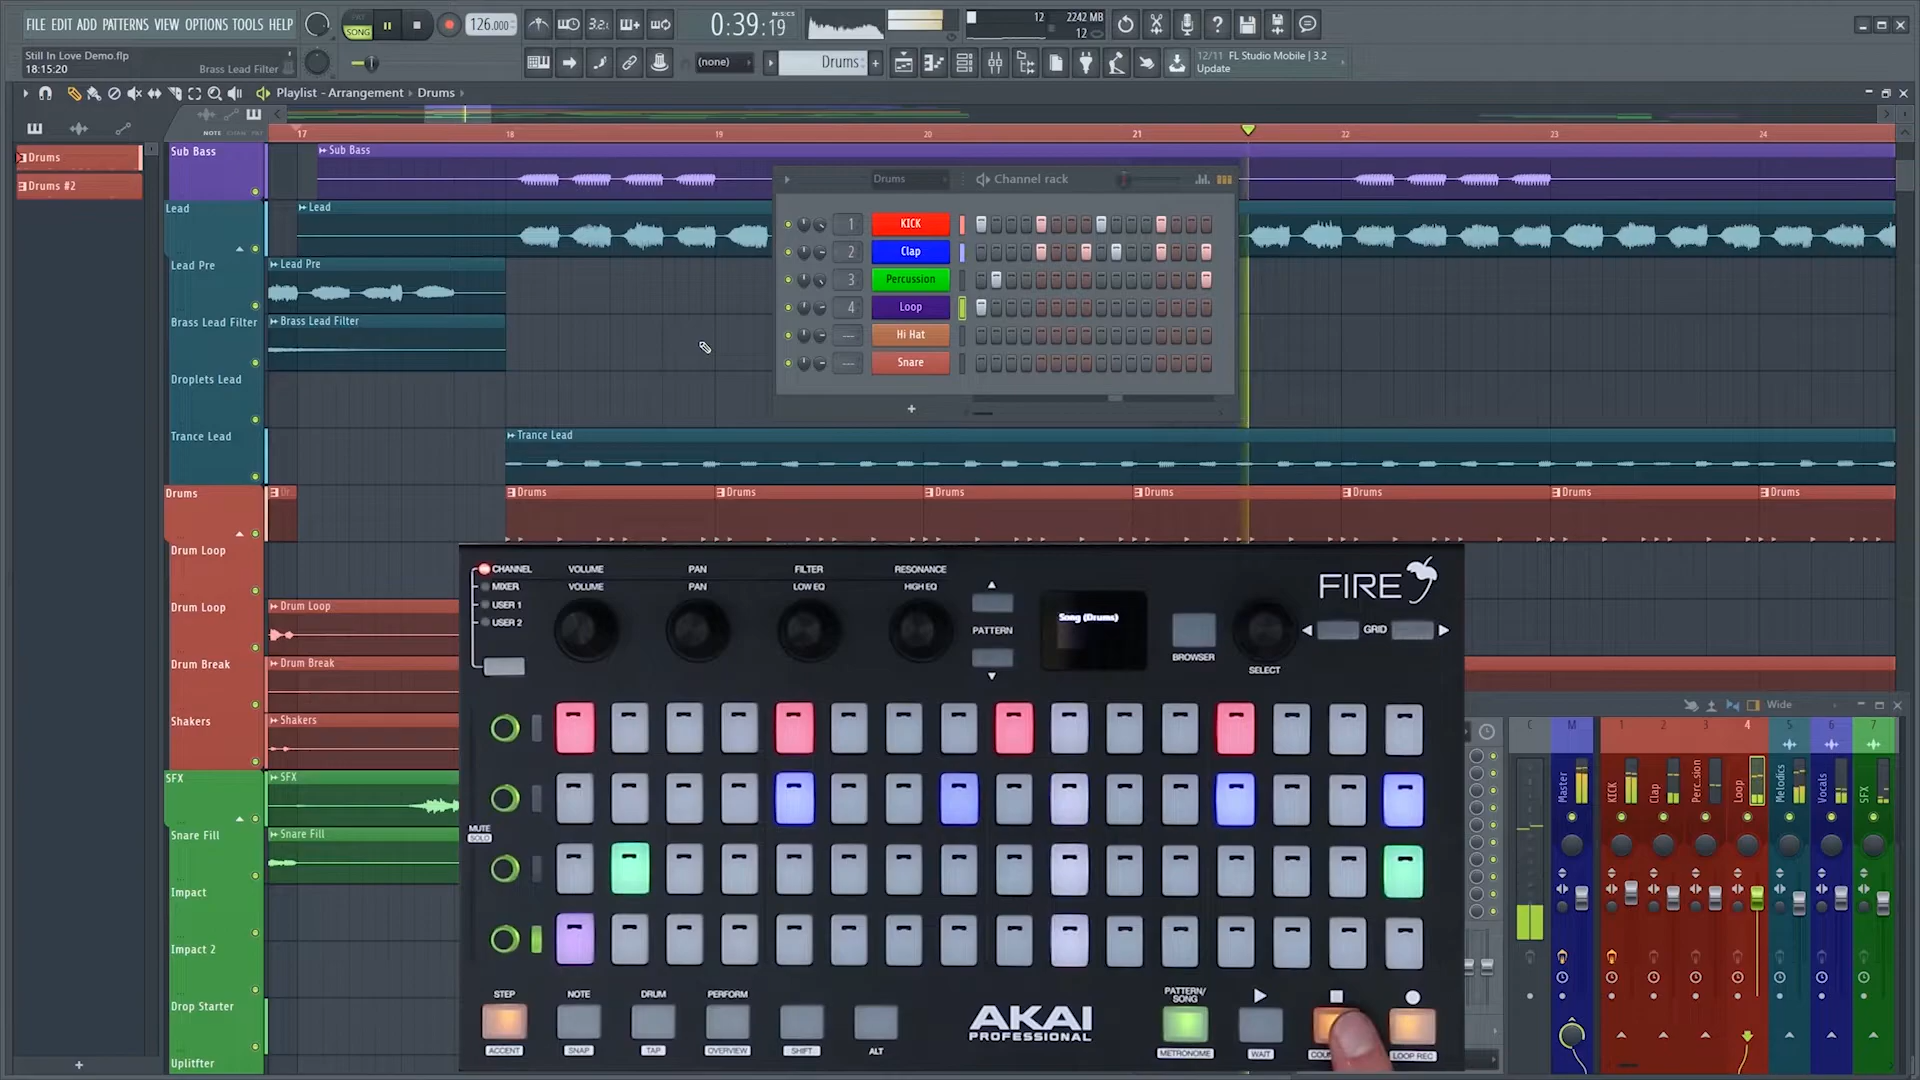 FILE EDIT ADD PATTERNS VIEW OPTIONS TOOLS HELP
SONG
126.000
3.2.
0:39:19
M:S:CS
12
2242 MB
12
Still In Love Demo.flp
18:15:20
Brass Lead Filter
(none)
Drums
12/11 FL Studio Mobile | 3.2
Update
Playlist - Arrangement
Drums
NOTE CHAN PAT
17
18
19
20
21
22
23
24
Drums
Drums #2
Sub Bass
Sub Bass
Lead
Lead
Lead Pre
Lead Pre
Brass Lead Filter
Brass Lead Filter
Droplets Lead
Trance Lead
Trance Lead
Drums
Drums
Drums
Drums
Drums
Drums
Drums
Drums
Drum Loop
Drum Loop
Drum Loop
Drum Break
Drum Break
Shakers
Shakers
SFX
SFX
Snare Fill
Snare Fill
Impact
Impact 2
Drop Starter
Uplitfter
Drums
Channel rack
1
KICK
2
Clap
3
Percussion
4
Loop
Hi Hat
Snare
CHANNEL
MIXER
USER 1
USER 2
VOLUME
VOLUME
PAN
PAN
FILTER
LOW EQ
RESONANCE
HIGH EQ
PATTERN
Song (Drums)
BROWSER
SELECT
FIRE
GRID
MUTE
SOLO
STEP
ACCENT
NOTE
SNAP
DRUM
TAP
PERFORM
OVERVIEW
SHIFT
ALT
AKAI
PROFESSIONAL
PATTERN/
SONG
METRONOME
WAIT
LOOP REC
Wide
C
M
1
2
3
4
5
6
7
Master
KICK
Clap
Percussion
Loop
Melodics
Vocals
SFX